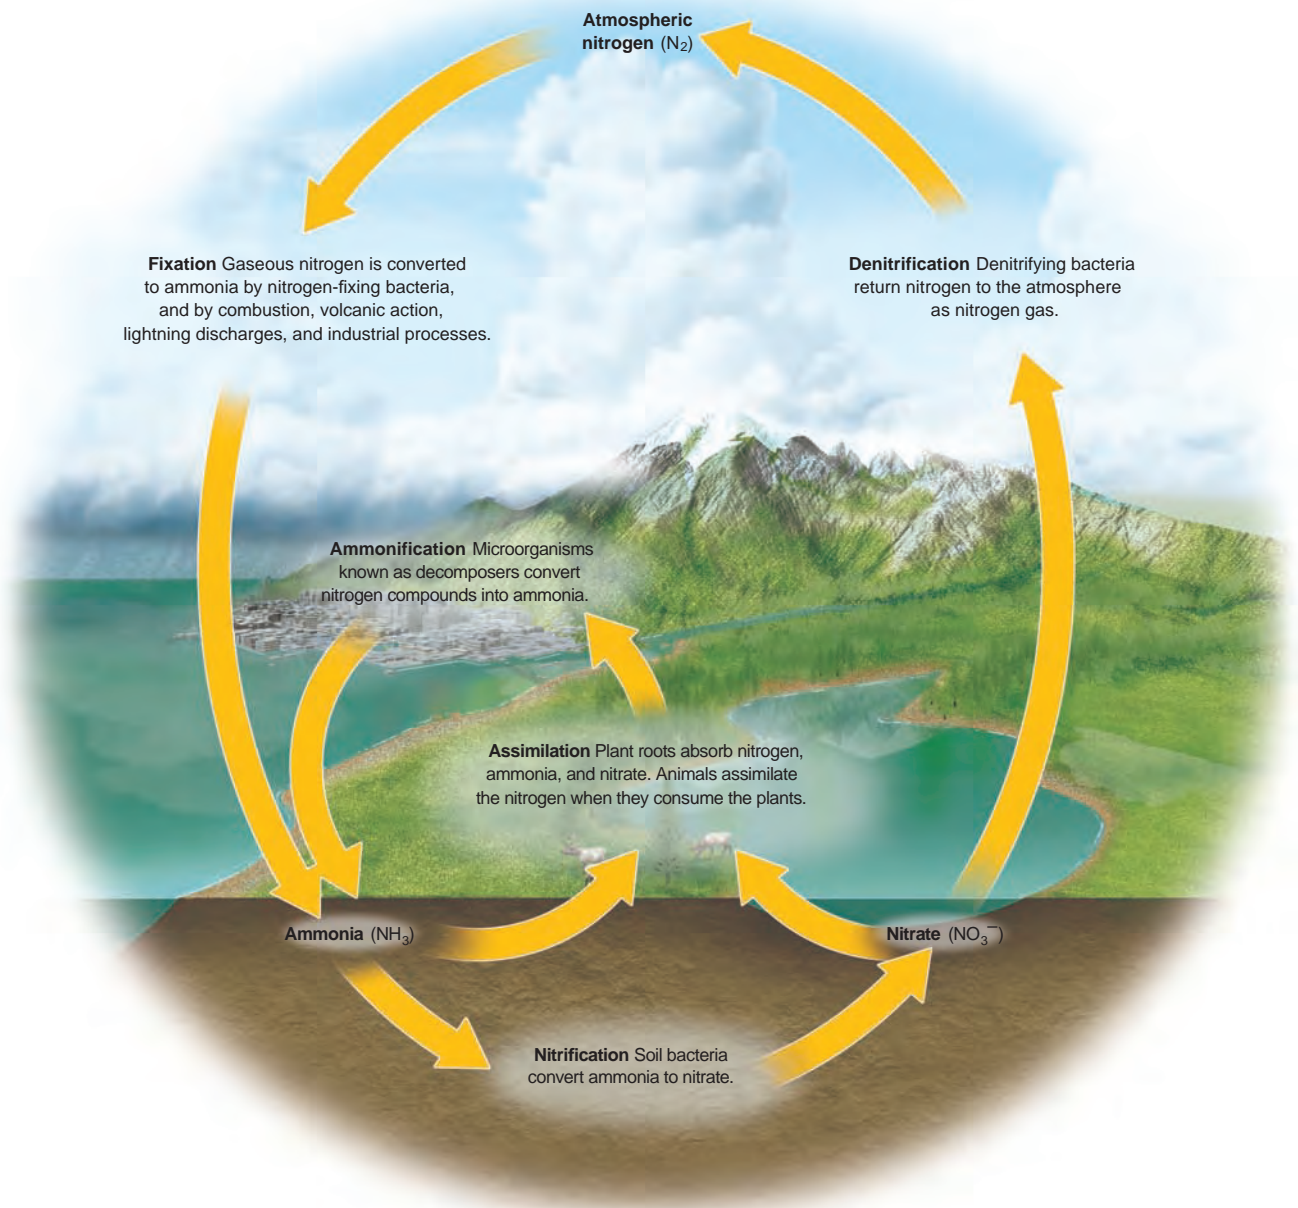 Atmospheric
nitrogen (N₂)
Fixation Gaseous nitrogen is converted
to ammonia by nitrogen-fixing bacteria,
and by combustion, volcanic action,
lightning discharges, and industrial processes.
Denitrification Denitrifying bacteria
return nitrogen to the atmosphere
as nitrogen gas.
Ammonification Microorganisms
known as decomposers convert
nitrogen compounds into ammonia.
Assimilation Plant roots absorb nitrogen,
ammonia, and nitrate. Animals assimilate
the nitrogen when they consume the plants.
Ammonia (NH₃)
Nitrate (NO₃⁻)
Nitrification Soil bacteria
convert ammonia to nitrate.